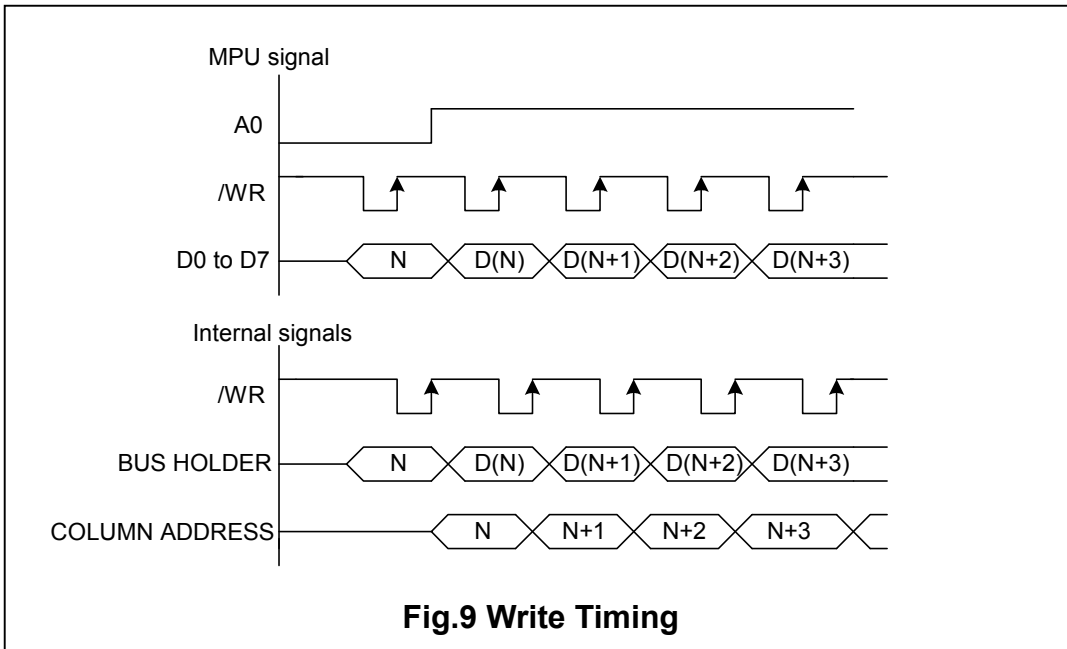 MPU signal
A0
/WR
D0 to D7 N D(N) D(N+1) D(N+2) D(N+3)
Internal signals
/WR
BUS HOLDER N D(N) D(N+1) D(N+2) D(N+3)
COLUMN ADDRESS N N+1 N+2 N+3
Fig.9 Write Timing